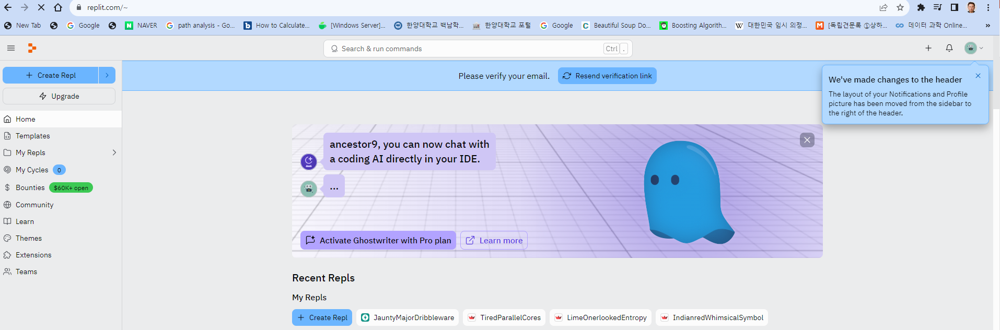 replit.com/~
New Tab
Google
NAVER
path analysis - Go...
How to Calculate...
[Windows Server]...
한양대학교 백남학...
한양대학교 포털
Google
Beautiful Soup Do...
Boosting Algorith...
대한민국 임시 의정...
[독립견문록 ①상하...
데이터 과학 Online...
»
Search & run commands
Ctrl .
Create Repl
Upgrade
Home
Templates
My Repls
My Cycles 0
Bounties $60K+ open
Community
Learn
Themes
Extensions
Teams
Please verify your email.
Resend verification link
We've made changes to the header
The layout of your Notifications and Profile
picture has been moved from the sidebar to
the right of the header.
ancestor9, you can now chat with
a coding AI directly in your IDE.
...
Activate Ghostwriter with Pro plan
Learn more
Recent Repls
My Repls
Create Repl
JauntyMajorDribbleware
TiredParallelCores
LimeOnerlookedEntropy
IndianredWhimsicalSymbol